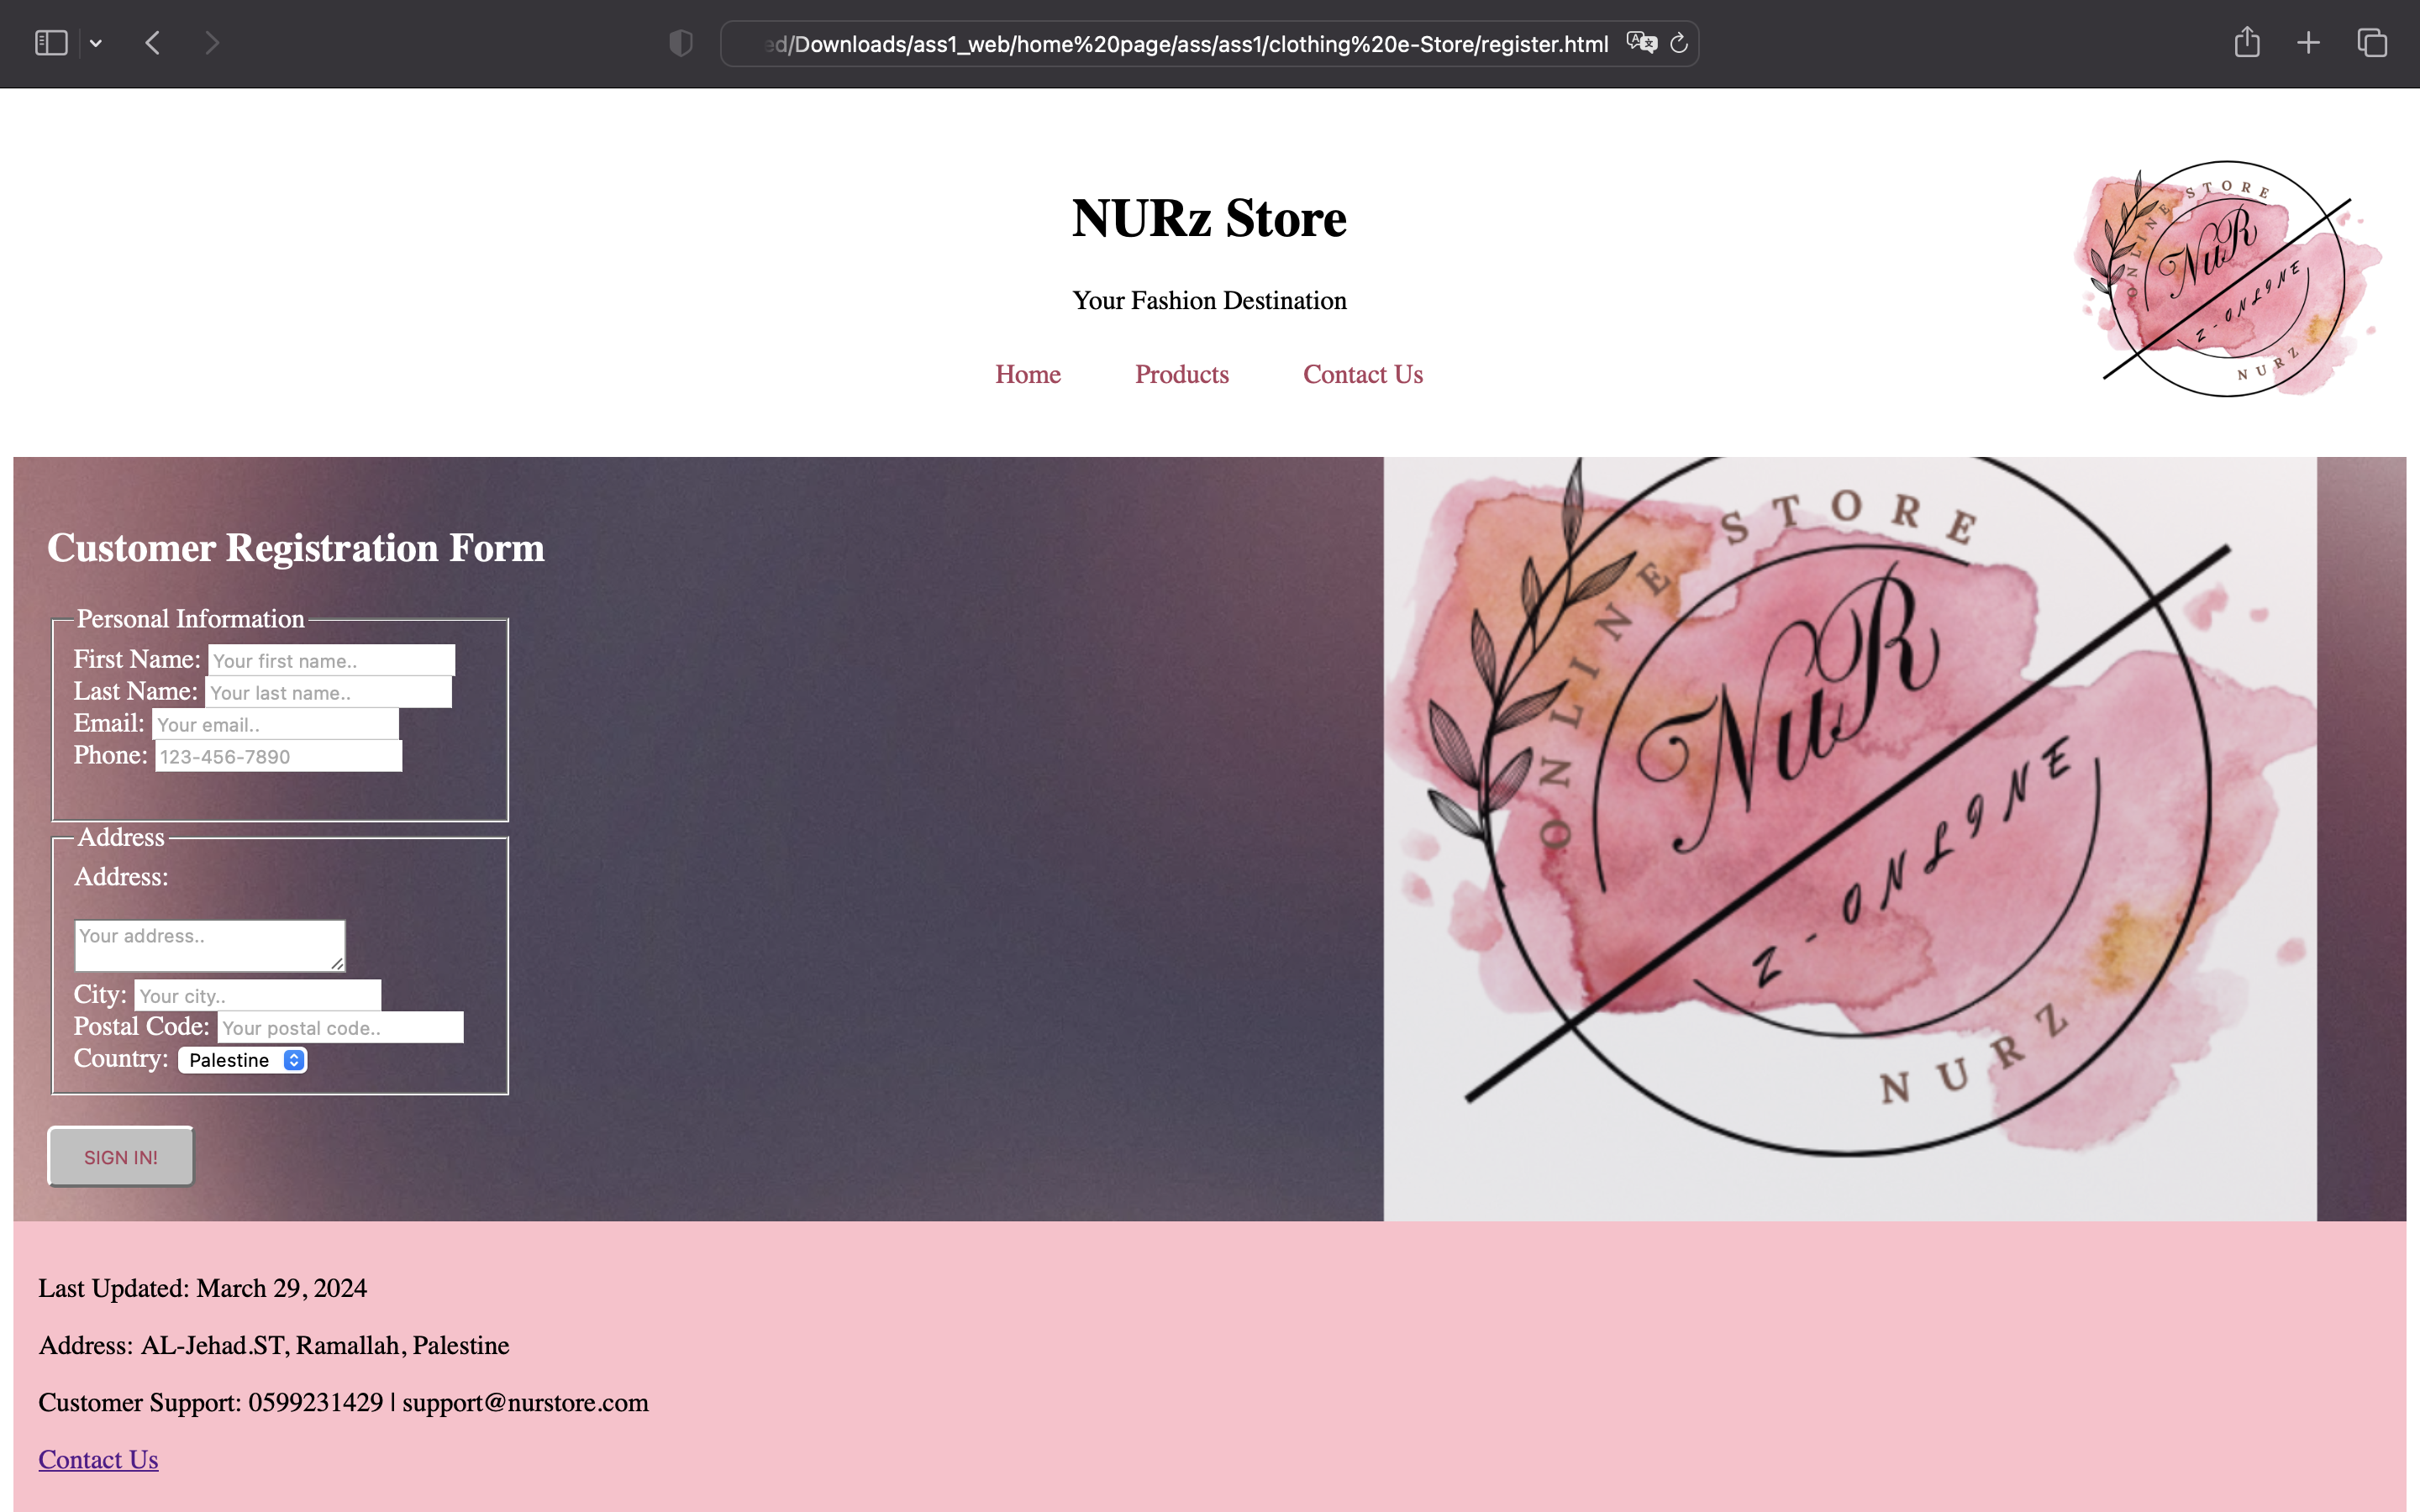 ed/Downloads/ass1_web/home%20page/ass/ass1/clothing%20e-Store/register.html
NURz Store
Your Fashion Destination
Home Products Contact Us
ONLINE STORE
NuR
Z-ONLINE
NURZ
Customer Registration Form
Personal Information
First Name: Your first name..
Last Name: Your last name..
Email: Your email..
Phone: 123-456-7890
Address
Address:
Your address..
City: Your city..
Postal Code: Your postal code..
Country: Palestine
SIGN IN!
ONLINE STORE
NuR
Z-ONLINE
NURZ
Last Updated: March 29, 2024
Address: AL-Jehad.ST, Ramallah, Palestine
Customer Support: 0599231429 | support@nurstore.com
Contact Us